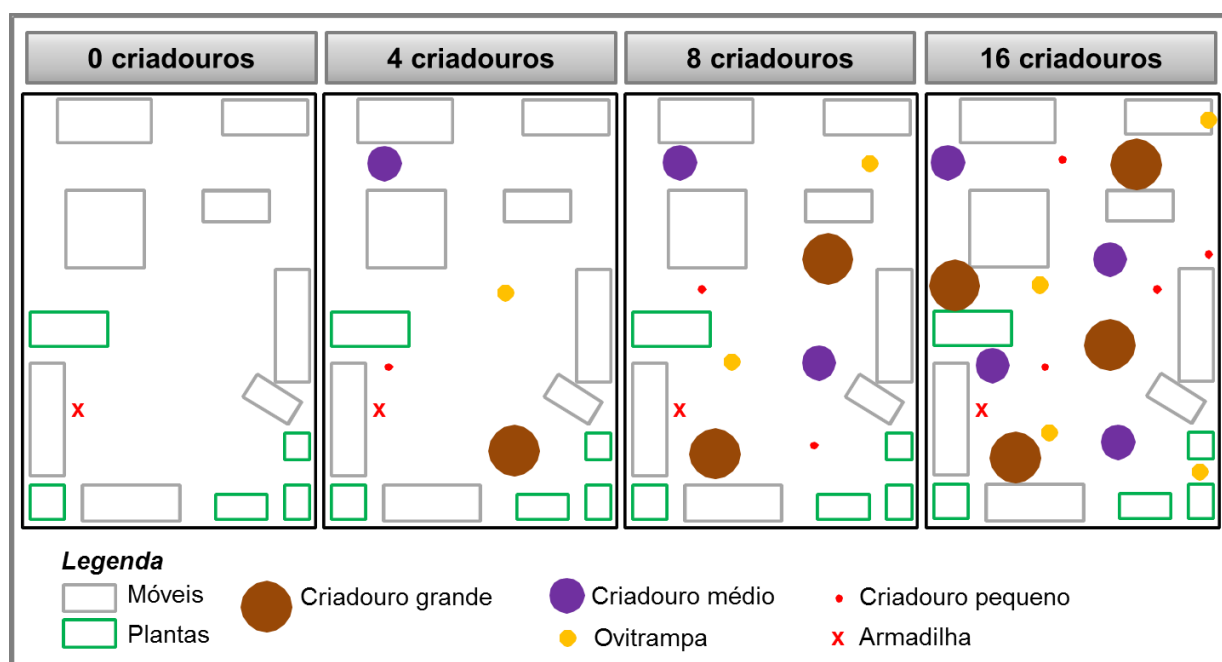 0 criadouros
4 criadouros
8 criadouros
16 criadouros
x
x
x
x
Legenda
Móveis
Criadouro grande
Criadouro médio
Criadouro pequeno
Plantas
Ovitrampa
x Armadilha